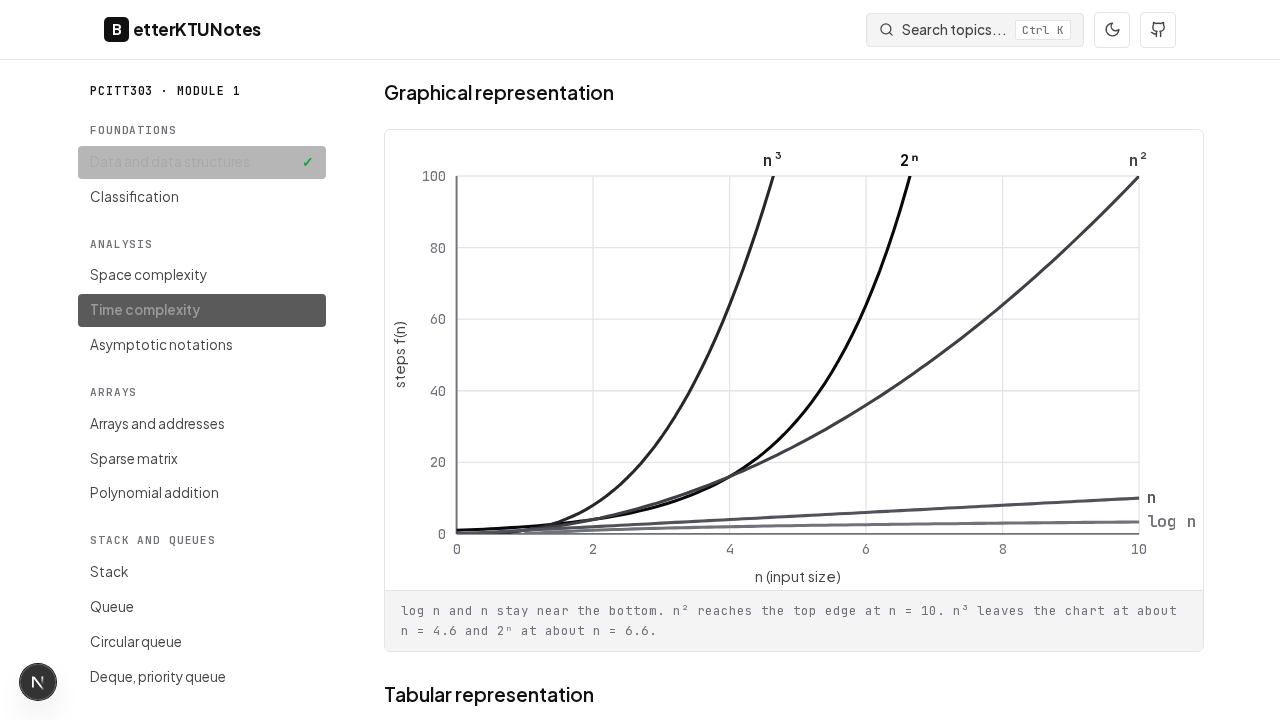 B etterKTUNotes
Search topics... Ctrl K
PCITT303 · MODULE 1
FOUNDATIONS
Data and data structures ✓
Classification
ANALYSIS
Space complexity
Time complexity
Asymptotic notations
ARRAYS
Arrays and addresses
Sparse matrix
Polynomial addition
STACK AND QUEUES
Stack
Queue
Circular queue
Deque, priority queue
N
Graphical representation
n³ 2ⁿ n²
100
80
60
40
20
0
steps f(n)
n
log n
0 2 4 6 8 10
n (input size)
log n and n stay near the bottom. n² reaches the top edge at n = 10. n³ leaves the chart at about
n = 4.6 and 2ⁿ at about n = 6.6.
Tabular representation